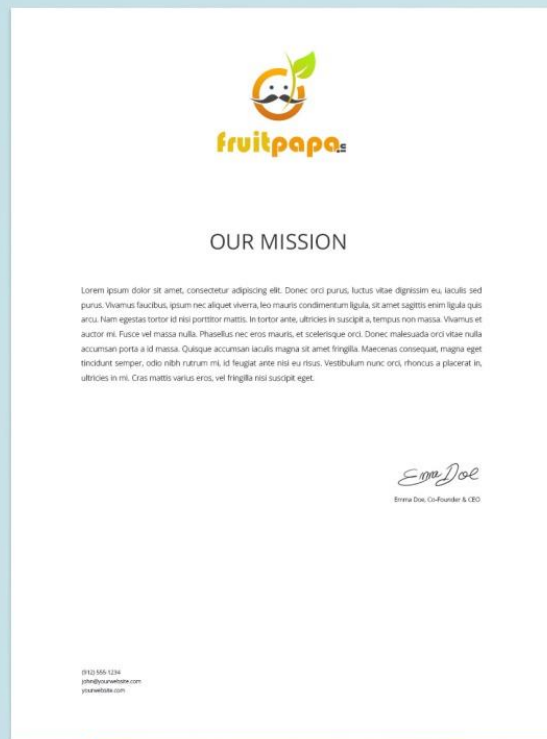 fruitpapa.in
OUR MISSION
Lorem ipsum dolor sit amet, consectetur adipiscing elit. Donec orci purus, luctus vitae dignissim eu, iaculis sed
purus. Vivamus faucibus, ipsum nec aliquet viverra, leo mauris condimentum ligula, sit amet sagittis enim ligula quis
arcu. Nam egestas tortor id nisi porttitor mattis. In tortor ante, ultricies in suscipit a, tempus non massa. Vivamus et
auctor mi. Fusce vel massa nulla. Phasellus nec eros mauris, et scelerisque orci. Donec malesuada orci vitae nulla
accumsan porta a id massa. Quisque accumsan iaculis magna sit amet fringilla. Maecenas consequat, magna eget
tincidunt semper, odio nibh rutrum mi, id feugiat ante nisi eu risus. Vestibulum nunc orci, rhoncus a placerat in,
ultricies in mi. Cras mattis varius eros, vel fringilla nisi suscipit eget.
Emma Doe
Emma Doe, Co-Founder & CEO
(912) 555-1234
john@yourwebsite.com
yourwebsite.com